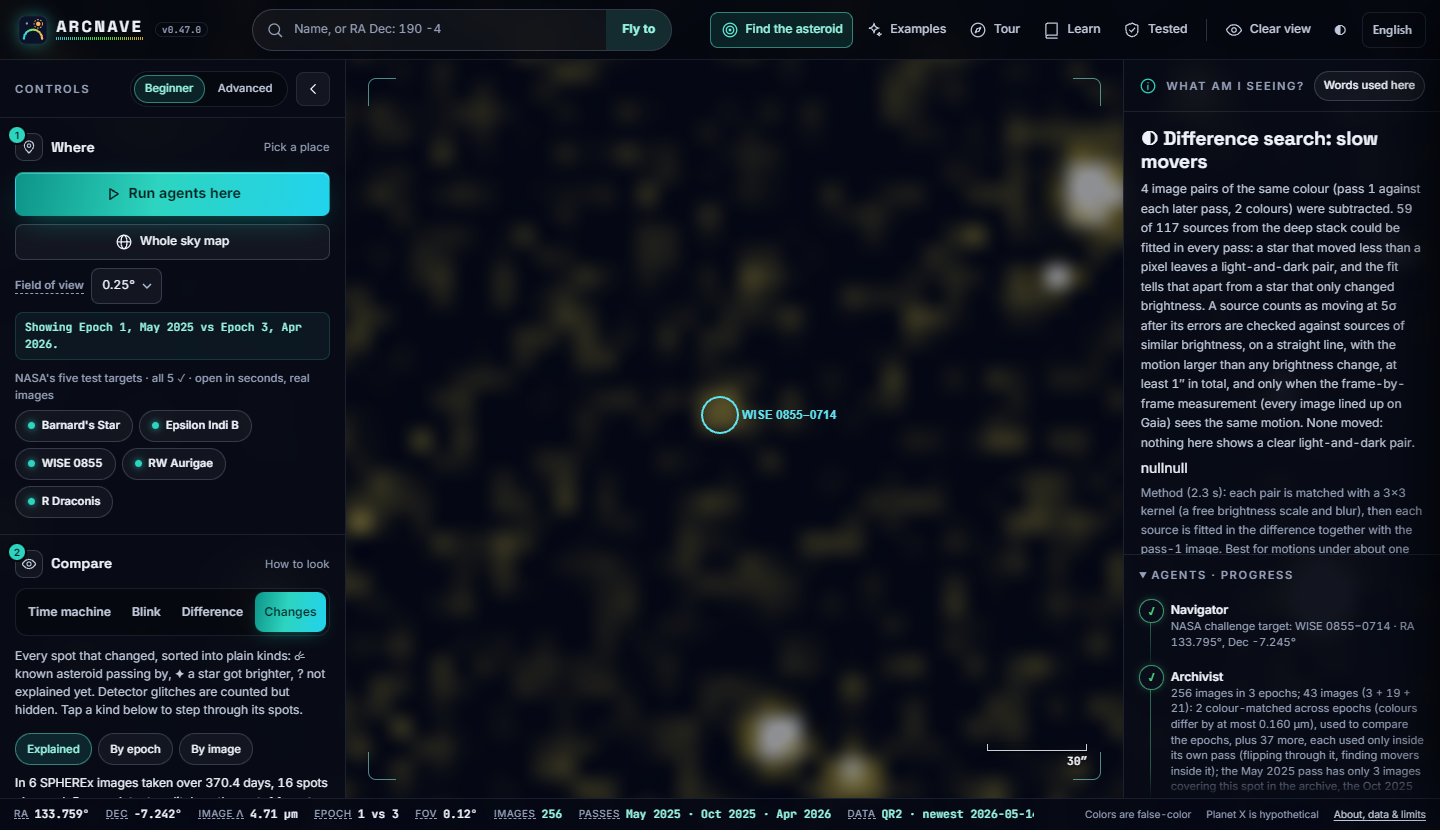 ARCNAVE v0.47.0 Name, or RA Dec: 190 -4 Fly to Find the asteroid Examples Tour Learn Tested Clear view English
CONTROLS Beginner Advanced
1 Where Pick a place
Run agents here
Whole sky map
Field of view 0.25°
Showing Epoch 1, May 2025 vs Epoch 3, Apr
2026.
NASA's five test targets · all 5 ✓ · open in seconds, real
images
Barnard's Star Epsilon Indi B
WISE 0855 RW Aurigae
R Draconis
2 Compare How to look
Time machine Blink Difference Changes
Every spot that changed, sorted into plain kinds: ☄
known asteroid passing by, ✦ a star got brighter, ? not
explained yet. Detector glitches are counted but
hidden. Tap a kind below to step through its spots.
Explained By epoch By image
In 6 SPHEREx images taken over 370.4 days, 16 spots
WISE 0855–0714
30″
WHAT AM I SEEING? Words used here
◐ Difference search: slow
movers
4 image pairs of the same colour (pass 1 against
each later pass, 2 colours) were subtracted. 59
of 117 sources from the deep stack could be
fitted in every pass: a star that moved less than a
pixel leaves a light-and-dark pair, and the fit
tells that apart from a star that only changed
brightness. A source counts as moving at 5σ
after its errors are checked against sources of
similar brightness, on a straight line, with the
motion larger than any brightness change, at
least 1″ in total, and only when the frame-by-
frame measurement (every image lined up on
Gaia) sees the same motion. None moved:
nothing here shows a clear light-and-dark pair.
nullnull
Method (2.3 s): each pair is matched with a 3×3
kernel (a free brightness scale and blur), then each
source is fitted in the difference together with the
pass-1 image. Best for motions under about one
▾ AGENTS · PROGRESS
✓ Navigator
NASA challenge target: WISE 0855–0714 · RA
133.795°, Dec -7.245°
✓ Archivist
256 images in 3 epochs; 43 images (3 + 19 +
21): 2 colour-matched across epochs (colours
differ by at most 0.160 µm), used to compare
the epochs, plus 37 more, each used only inside
its own pass (flipping through it, finding movers
inside it); the May 2025 pass has only 3 images
covering this spot in the archive, the Oct 2025
RA 133.759° DEC -7.242° IMAGE Λ 4.71 µm EPOCH 1 vs 3 FOV 0.12° IMAGES 256 PASSES May 2025 · Oct 2025 · Apr 2026 DATA QR2 · newest 2026-05- Colors are false-color Planet X is hypothetical About, data & limits